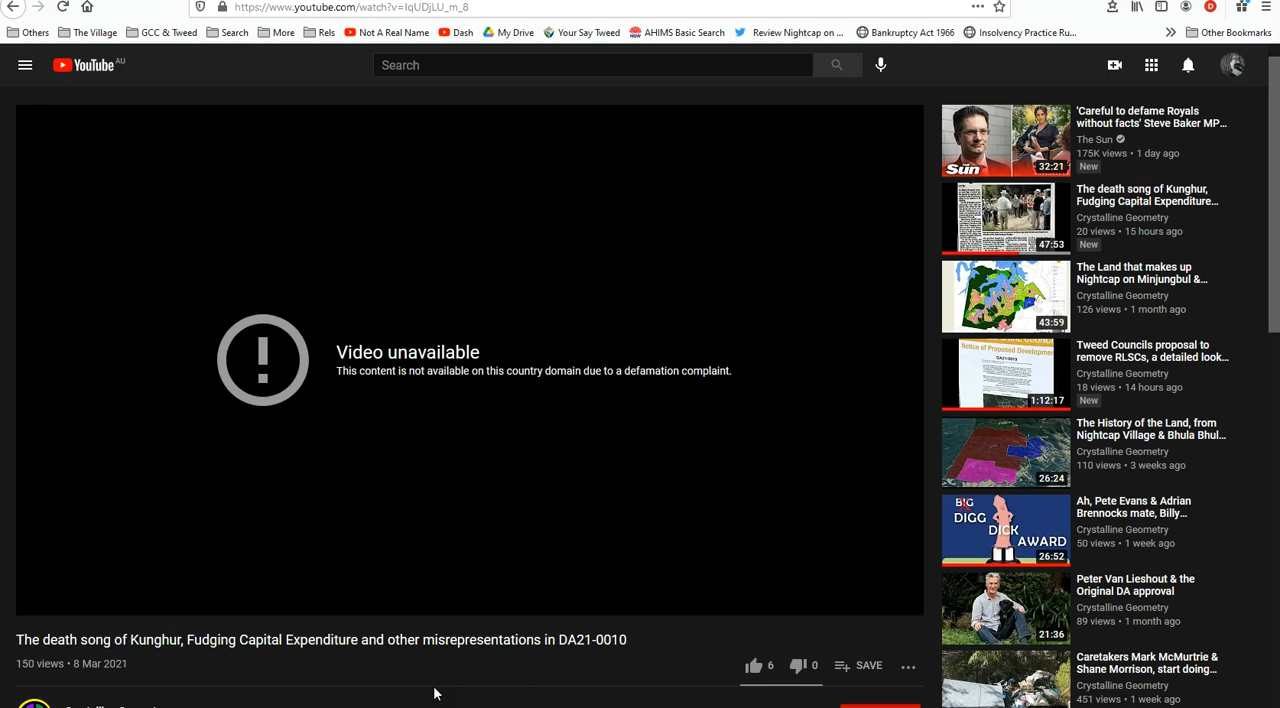 https://www.youtube.com/watch?v=IqUDjLU_m_8
Others The Village GCC & Tweed Search More Rels Not A Real Name Dash My Drive Your Say Tweed AHIMS Basic Search Review Nightcap on ... Bankruptcy Act 1966 Insolvency Practice Ru... Other Bookmarks
YouTube AU
Search
D
Video unavailable
This content is not available on this country domain due to a defamation complaint.
The death song of Kunghur, Fudging Capital Expenditure and other misrepresentations in DA21-0010
150 views • 8 Mar 2021
6 0 SAVE
Sun
32:21
'Careful to defame Royals
without facts' Steve Baker MP...
The Sun
175K views • 1 day ago
New
47:53
The death song of Kunghur,
Fudging Capital Expenditure...
Crystalline Geometry
20 views • 15 hours ago
New
43:59
The Land that makes up
Nightcap on Minjungbul &...
Crystalline Geometry
126 views • 1 month ago
Notice of Proposed Developmen
DA21-0010
1:12:17
Tweed Councils proposal to
remove RLSCs, a detailed look...
Crystalline Geometry
18 views • 14 hours ago
New
26:24
The History of the Land, from
Nightcap Village & Bhula Bhul...
Crystalline Geometry
110 views • 3 weeks ago
BIG
DIGG
DICK
AWARD
26:52
Ah, Pete Evans & Adrian
Brennocks mate, Billy...
Crystalline Geometry
50 views • 1 week ago
21:36
Peter Van Lieshout & the
Original DA approval
Crystalline Geometry
89 views • 1 month ago
Caretakers Mark McMurtrie &
Shane Morrison, start doing...
Crystalline Geometry
451 views • 1 week ago